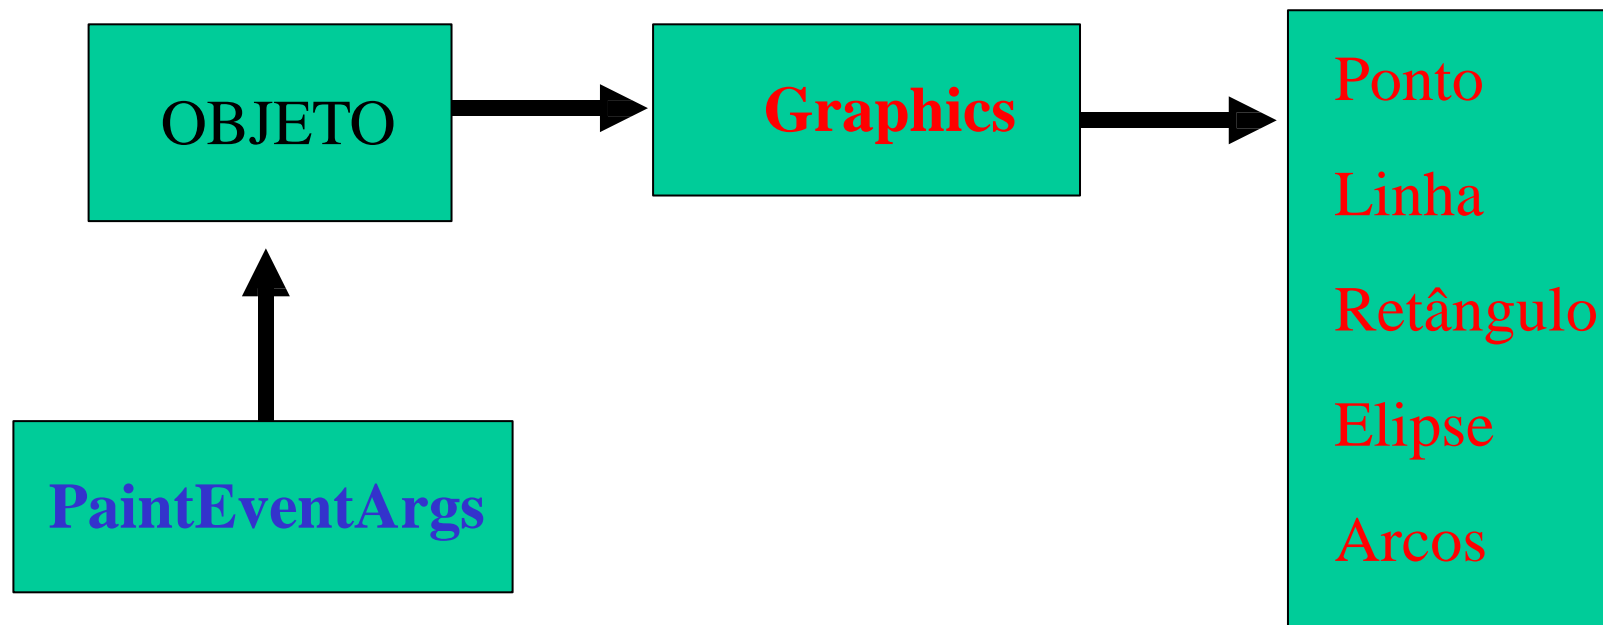 OBJETO
Graphics
Ponto
Linha
Retângulo
Elipse
Arcos
PaintEventArgs